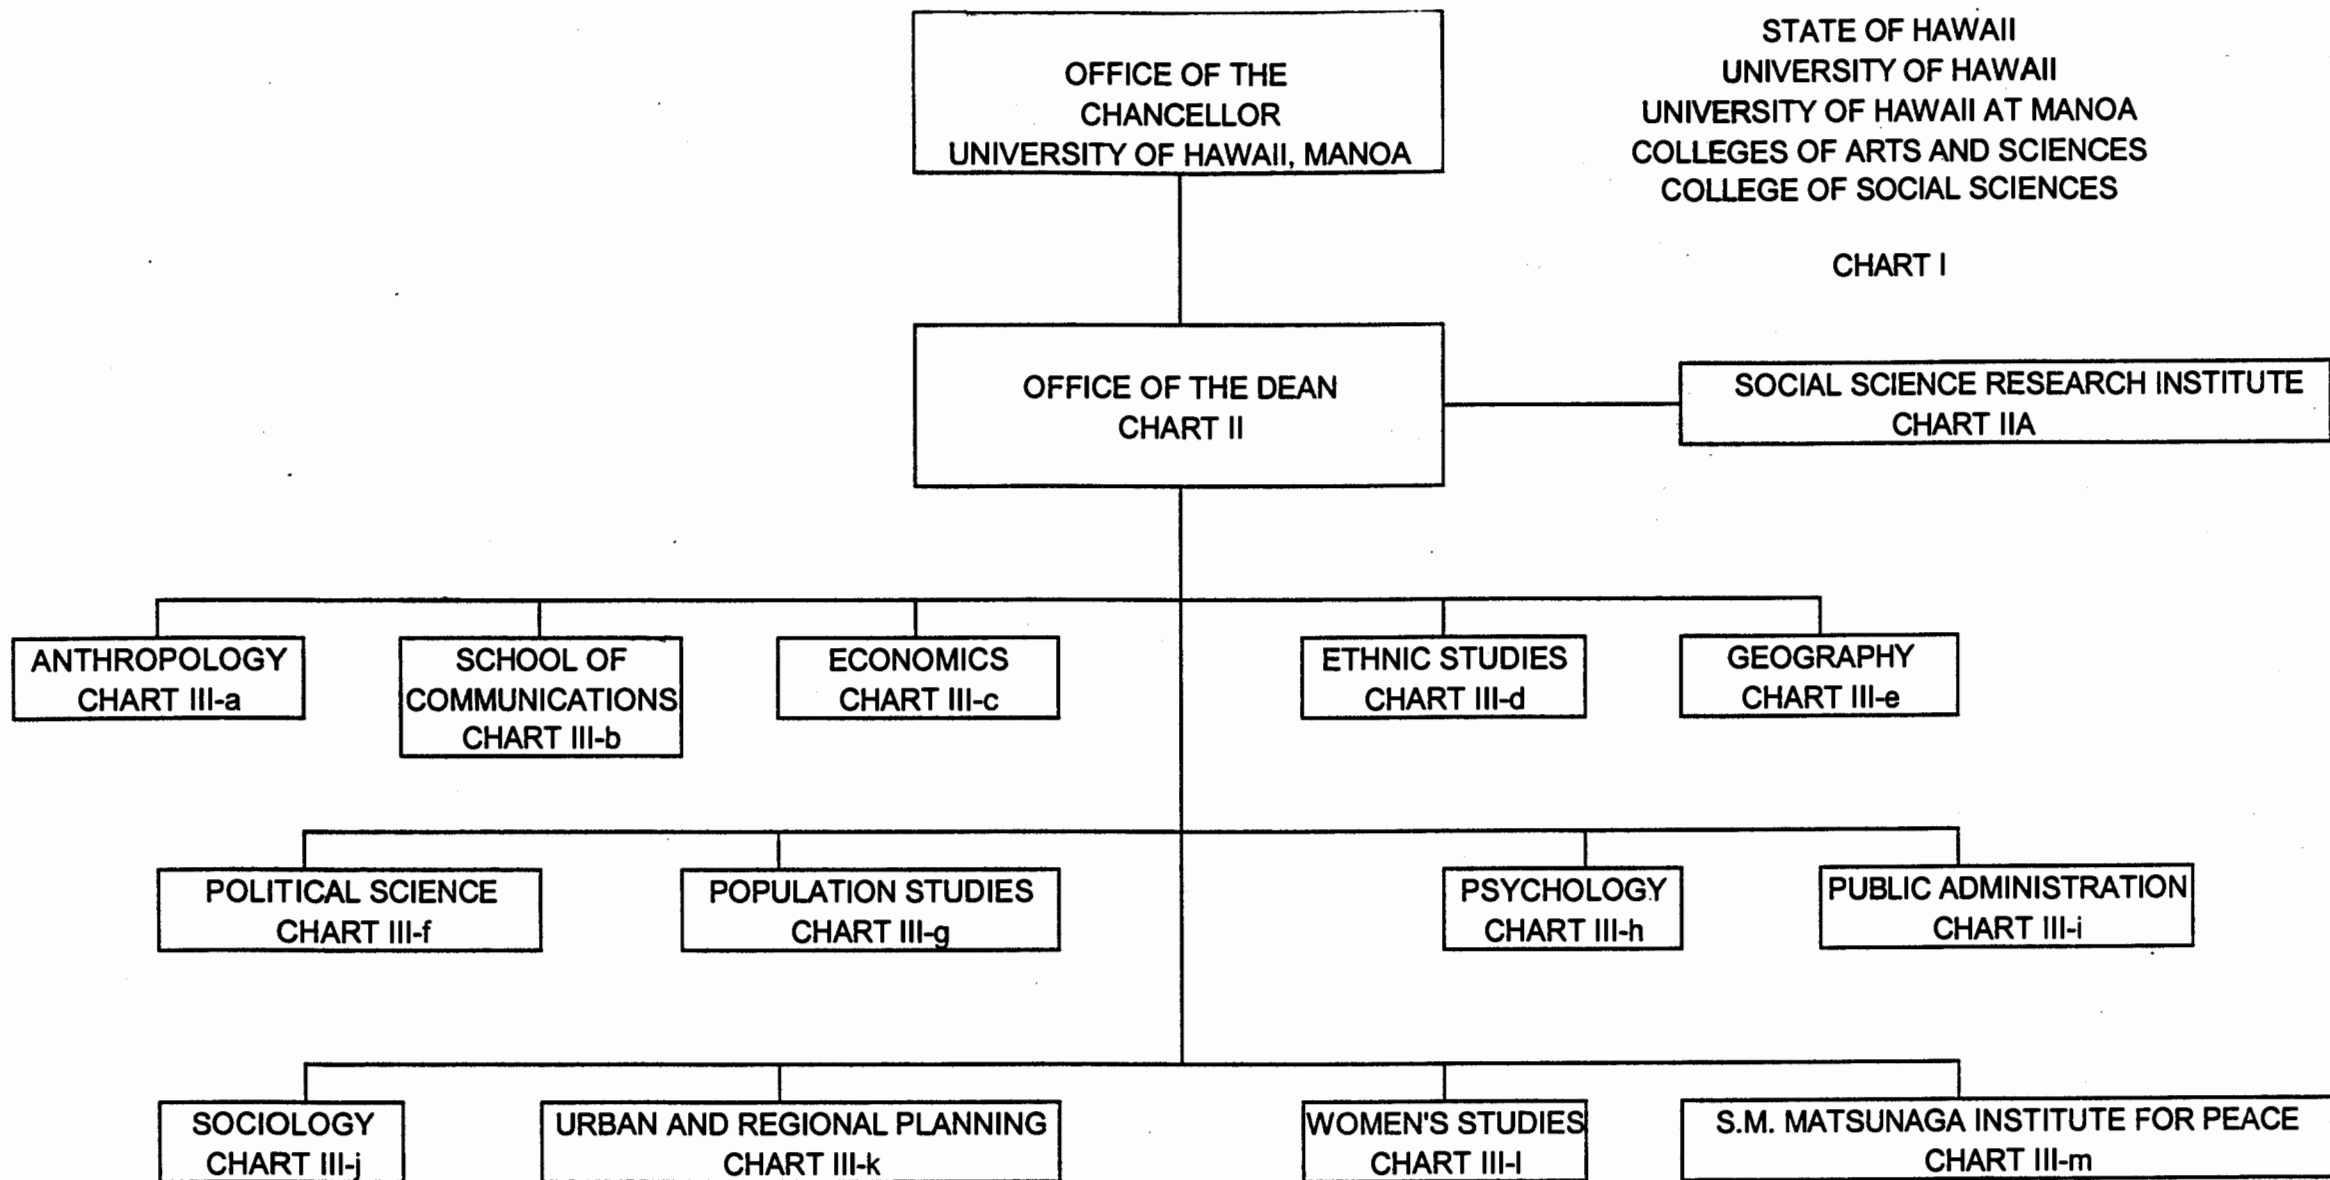 OFFICE OF THE
CHANCELLOR
UNIVERSITY OF HAWAII, MANOA
STATE OF HAWAII
UNIVERSITY OF HAWAII
UNIVERSITY OF HAWAII AT MANOA
COLLEGES OF ARTS AND SCIENCES
COLLEGE OF SOCIAL SCIENCES
CHART I
OFFICE OF THE DEAN
CHART II
SOCIAL SCIENCE RESEARCH INSTITUTE
CHART IIA
ANTHROPOLOGY
CHART III-a
SCHOOL OF
COMMUNICATIONS
CHART III-b
ECONOMICS
CHART III-c
ETHNIC STUDIES
CHART III-d
GEOGRAPHY
CHART III-e
POLITICAL SCIENCE
CHART III-f
POPULATION STUDIES
CHART III-g
PSYCHOLOGY
CHART III-h
PUBLIC ADMINISTRATION
CHART III-i
SOCIOLOGY
CHART III-j
URBAN AND REGIONAL PLANNING
CHART III-k
WOMEN'S STUDIES
CHART III-l
S.M. MATSUNAGA INSTITUTE FOR PEACE
CHART III-m